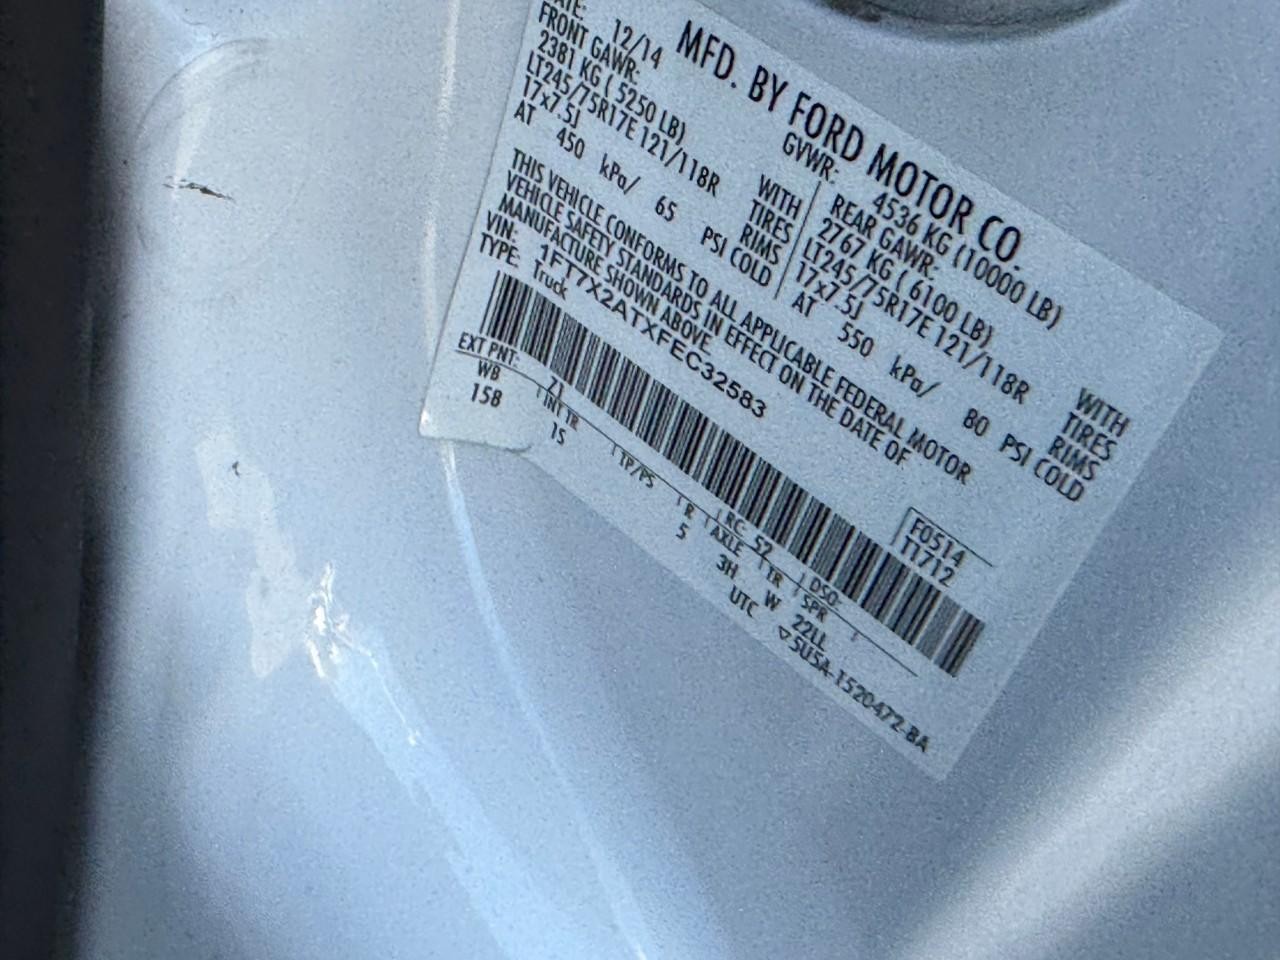 MFD. BY FORD MOTOR CO.
12/14
GVWR: 4536 KG (10000 LB)
FRONT GAWR:
2381 KG ( 5250 LB)
WITH
LT245/75R17E 121/118R
TIRES
17x7.5J
RIMS
AT 450 kPa/ 65 PSI COLD
REAR GAWR:
2767 KG ( 6100 LB)
WITH
LT245/75R17E 121/118R
TIRES
17x7.5J
RIMS
AT 550 kPa/ 80 PSI COLD
THIS VEHICLE CONFORMS TO ALL APPLICABLE FEDERAL MOTOR
VEHICLE SAFETY STANDARDS IN EFFECT ON THE DATE OF
MANUFACTURE SHOWN ABOVE.
VIN: 1FT7X2ATXFEC32583
TYPE: Truck
F0514
T1712
EXT PNT: Z1
RC: 52
DSO:
WB
INT TR
TP/PS
R
AXLE
TR
SPR
158
1S
5
3H
W
22LL
UTC
▽5U5A-1520472-BA